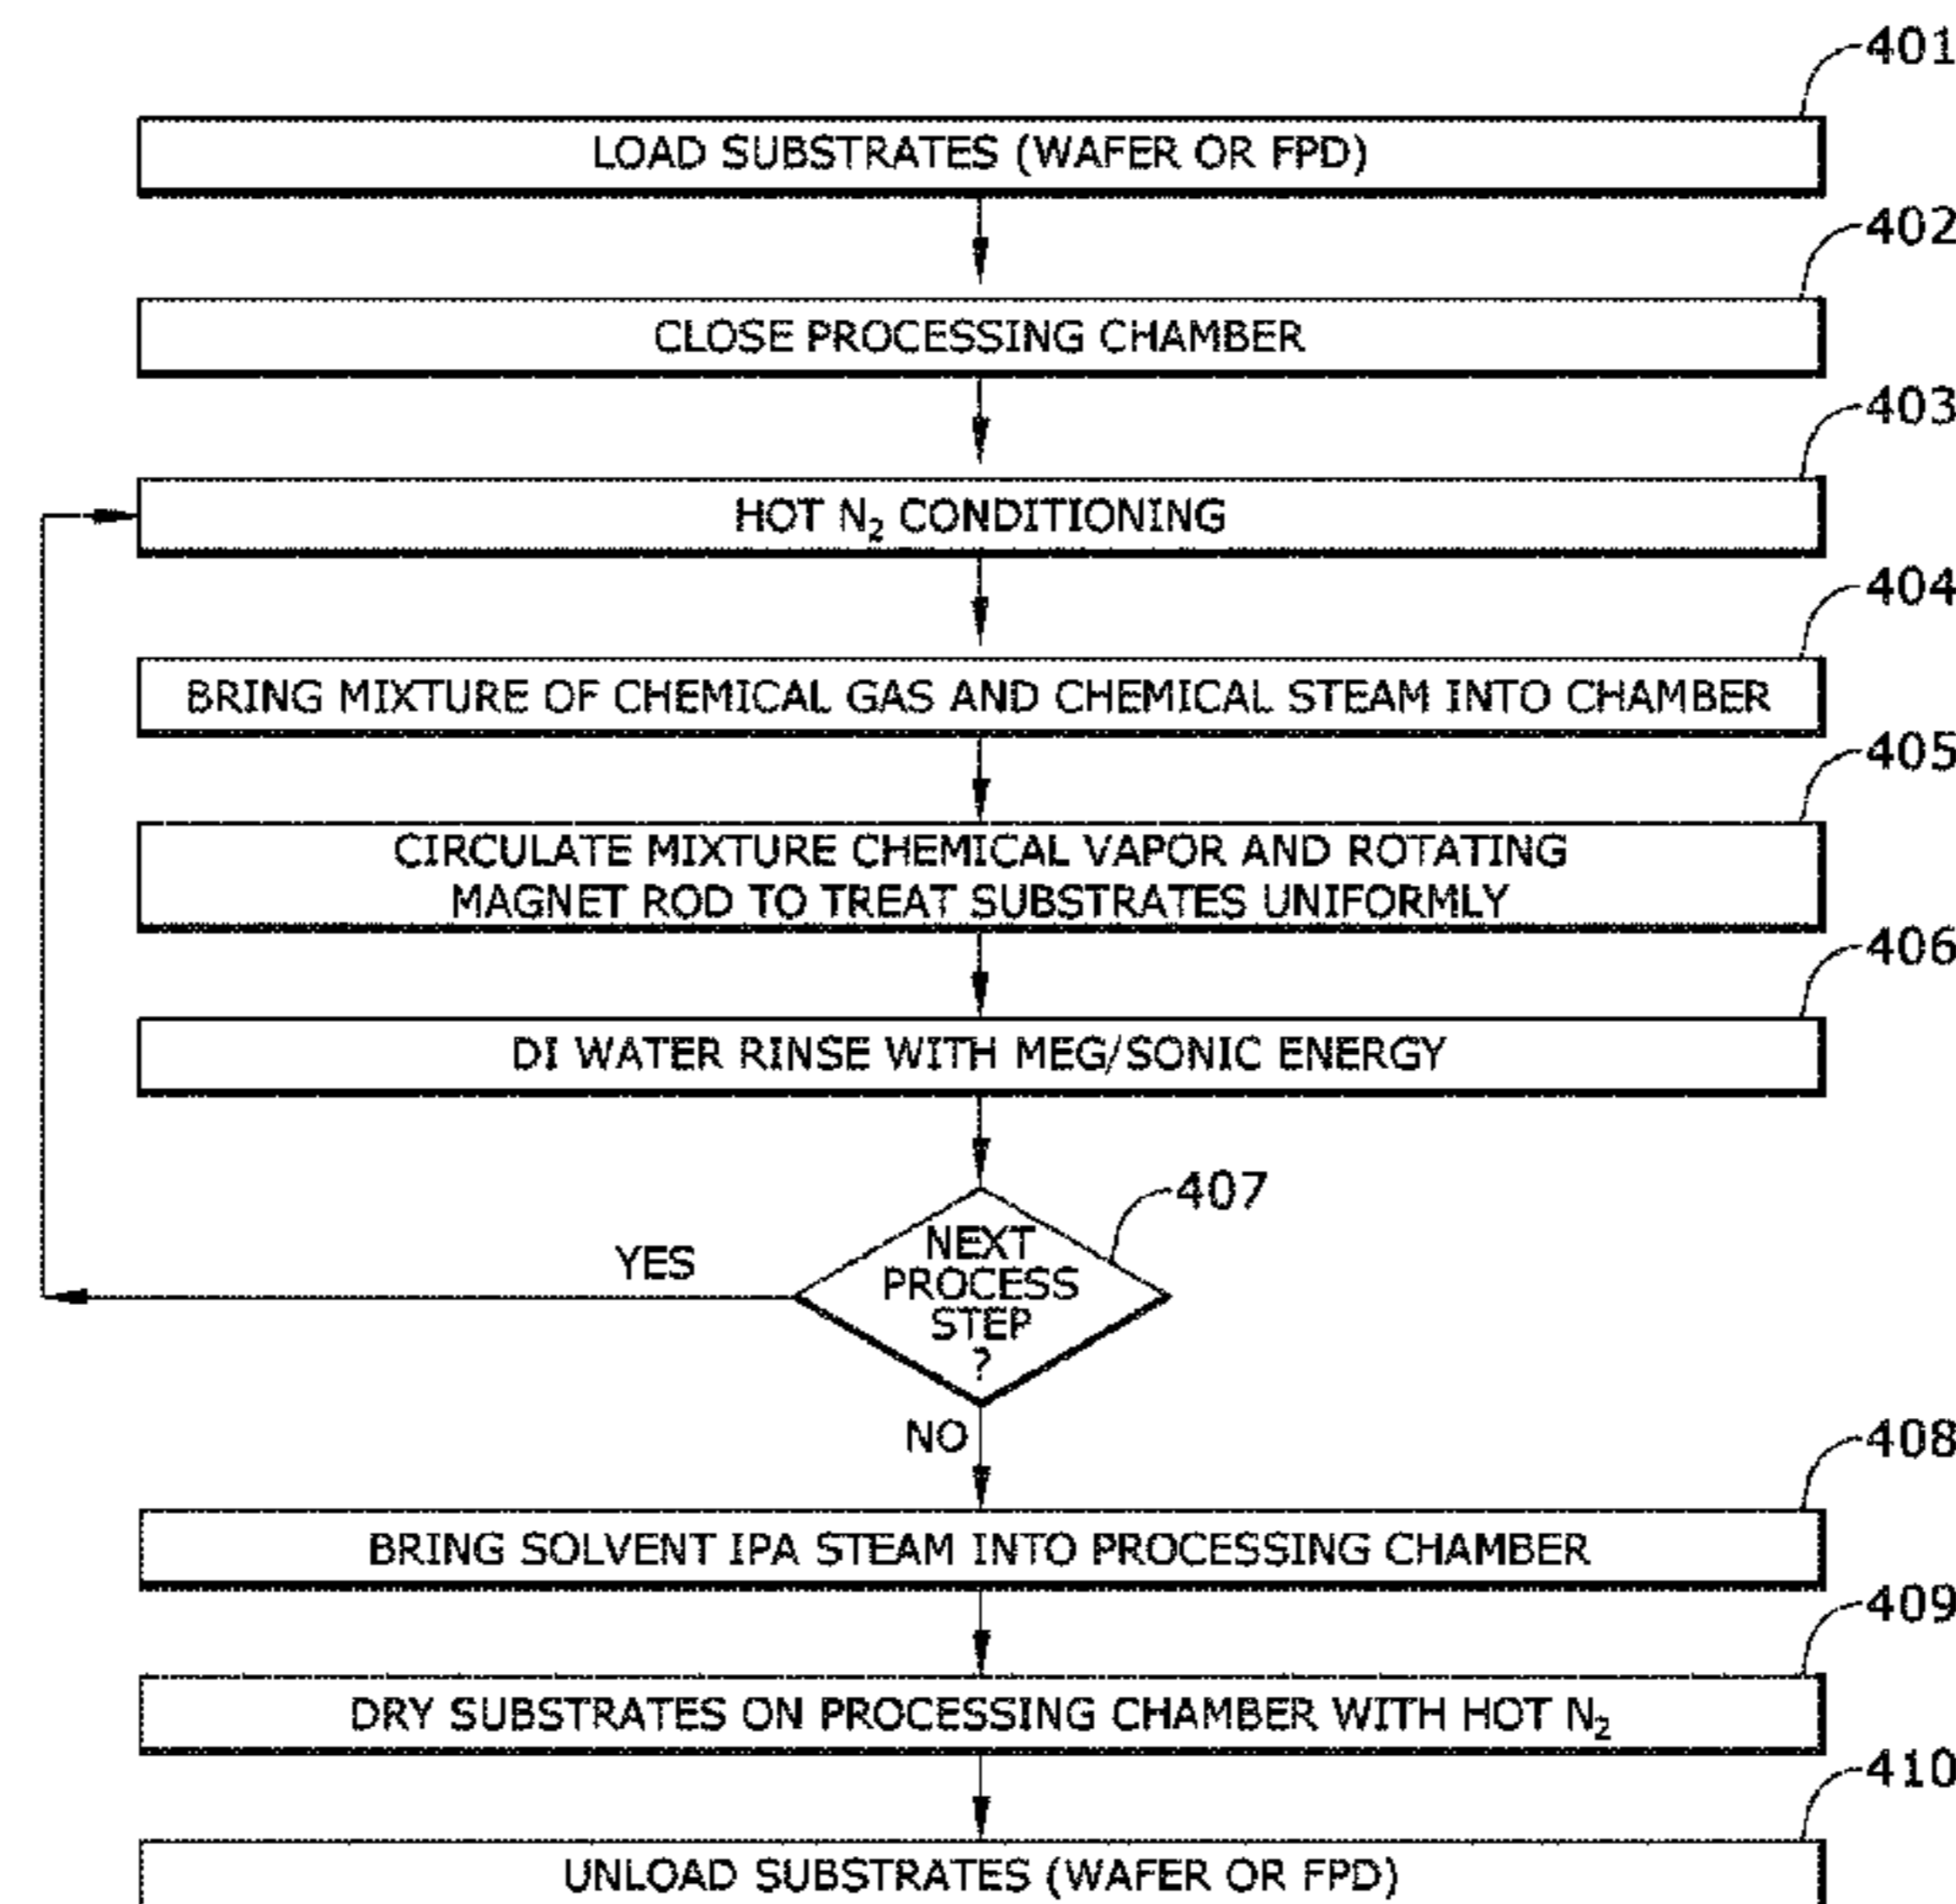 401
LOAD SUBSTRATES (WAFER OR FPD)
402
CLOSE PROCESSING CHAMBER
403
HOT N₂ CONDITIONING
404
BRING MIXTURE OF CHEMICAL GAS AND CHEMICAL STEAM INTO CHAMBER
405
CIRCULATE MIXTURE CHEMICAL VAPOR AND ROTATING
MAGNET ROD TO TREAT SUBSTRATES UNIFORMLY
406
DI WATER RINSE WITH MEG/SONIC ENERGY
407
NEXT
PROCESS
STEP
?
YES
NO
408
BRING SOLVENT IPA STEAM INTO PROCESSING CHAMBER
409
DRY SUBSTRATES ON PROCESSING CHAMBER WITH HOT N₂
410
UNLOAD SUBSTRATES (WAFER OR FPD)